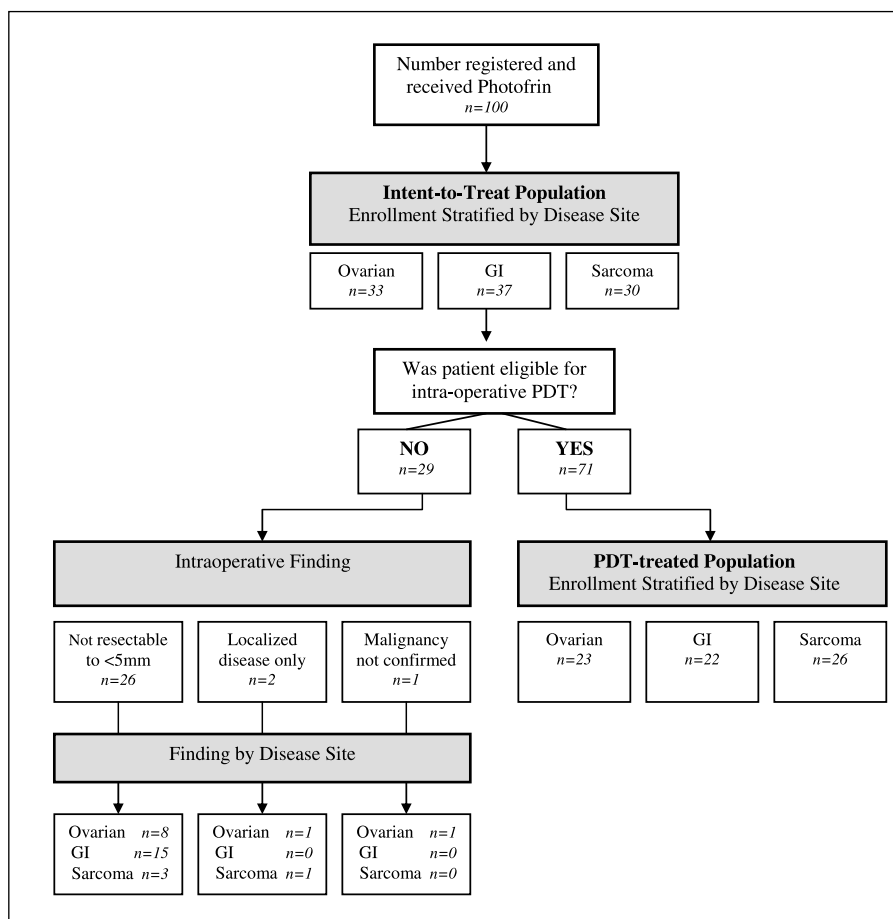 Number registered and
received Photofrin
n=100
Intent-to-Treat Population
Enrollment Stratified by Disease Site
Ovarian
n=33
GI
n=37
Sarcoma
n=30
Was patient eligible for
intra-operative PDT?
NO
n=29
YES
n=71
Intraoperative Finding
PDT-treated Population
Enrollment Stratified by Disease Site
Not resectable
to <5mm
n=26
Localized
disease only
n=2
Malignancy
not confirmed
n=1
Ovarian
n=23
GI
n=22
Sarcoma
n=26
Finding by Disease Site
Ovarian n=8
GI n=15
Sarcoma n=3
Ovarian n=1
GI n=0
Sarcoma n=1
Ovarian n=1
GI n=0
Sarcoma n=0